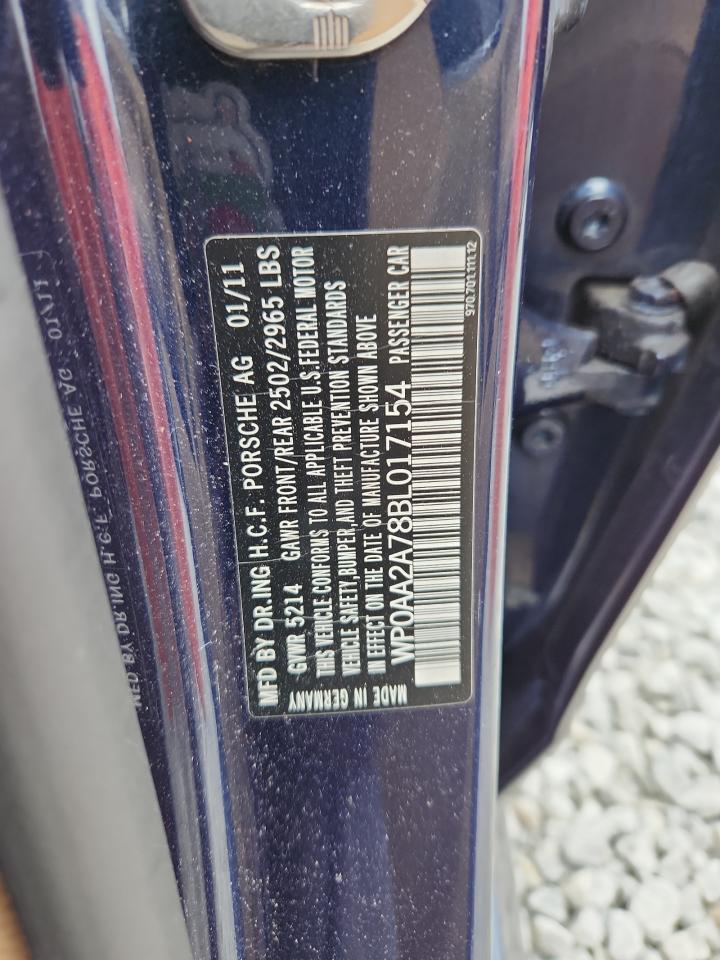 MFD BY DR.ING H.C.F. PORSCHE AG 01/11
GVWR 5214 GAWR FRONT/REAR 2502/2965 LBS
THIS VEHICLE CONFORMS TO ALL APPLICABLE U.S.FEDERAL MOTOR
VEHICLE SAFETY,BUMPER,AND THEFT PREVENTION STANDARDS
IN EFFECT ON THE DATE OF MANUFACTURE SHOWN ABOVE
MADE IN GERMANY WP0AA2A78BL017154 PASSENGER CAR
970.701.111.12